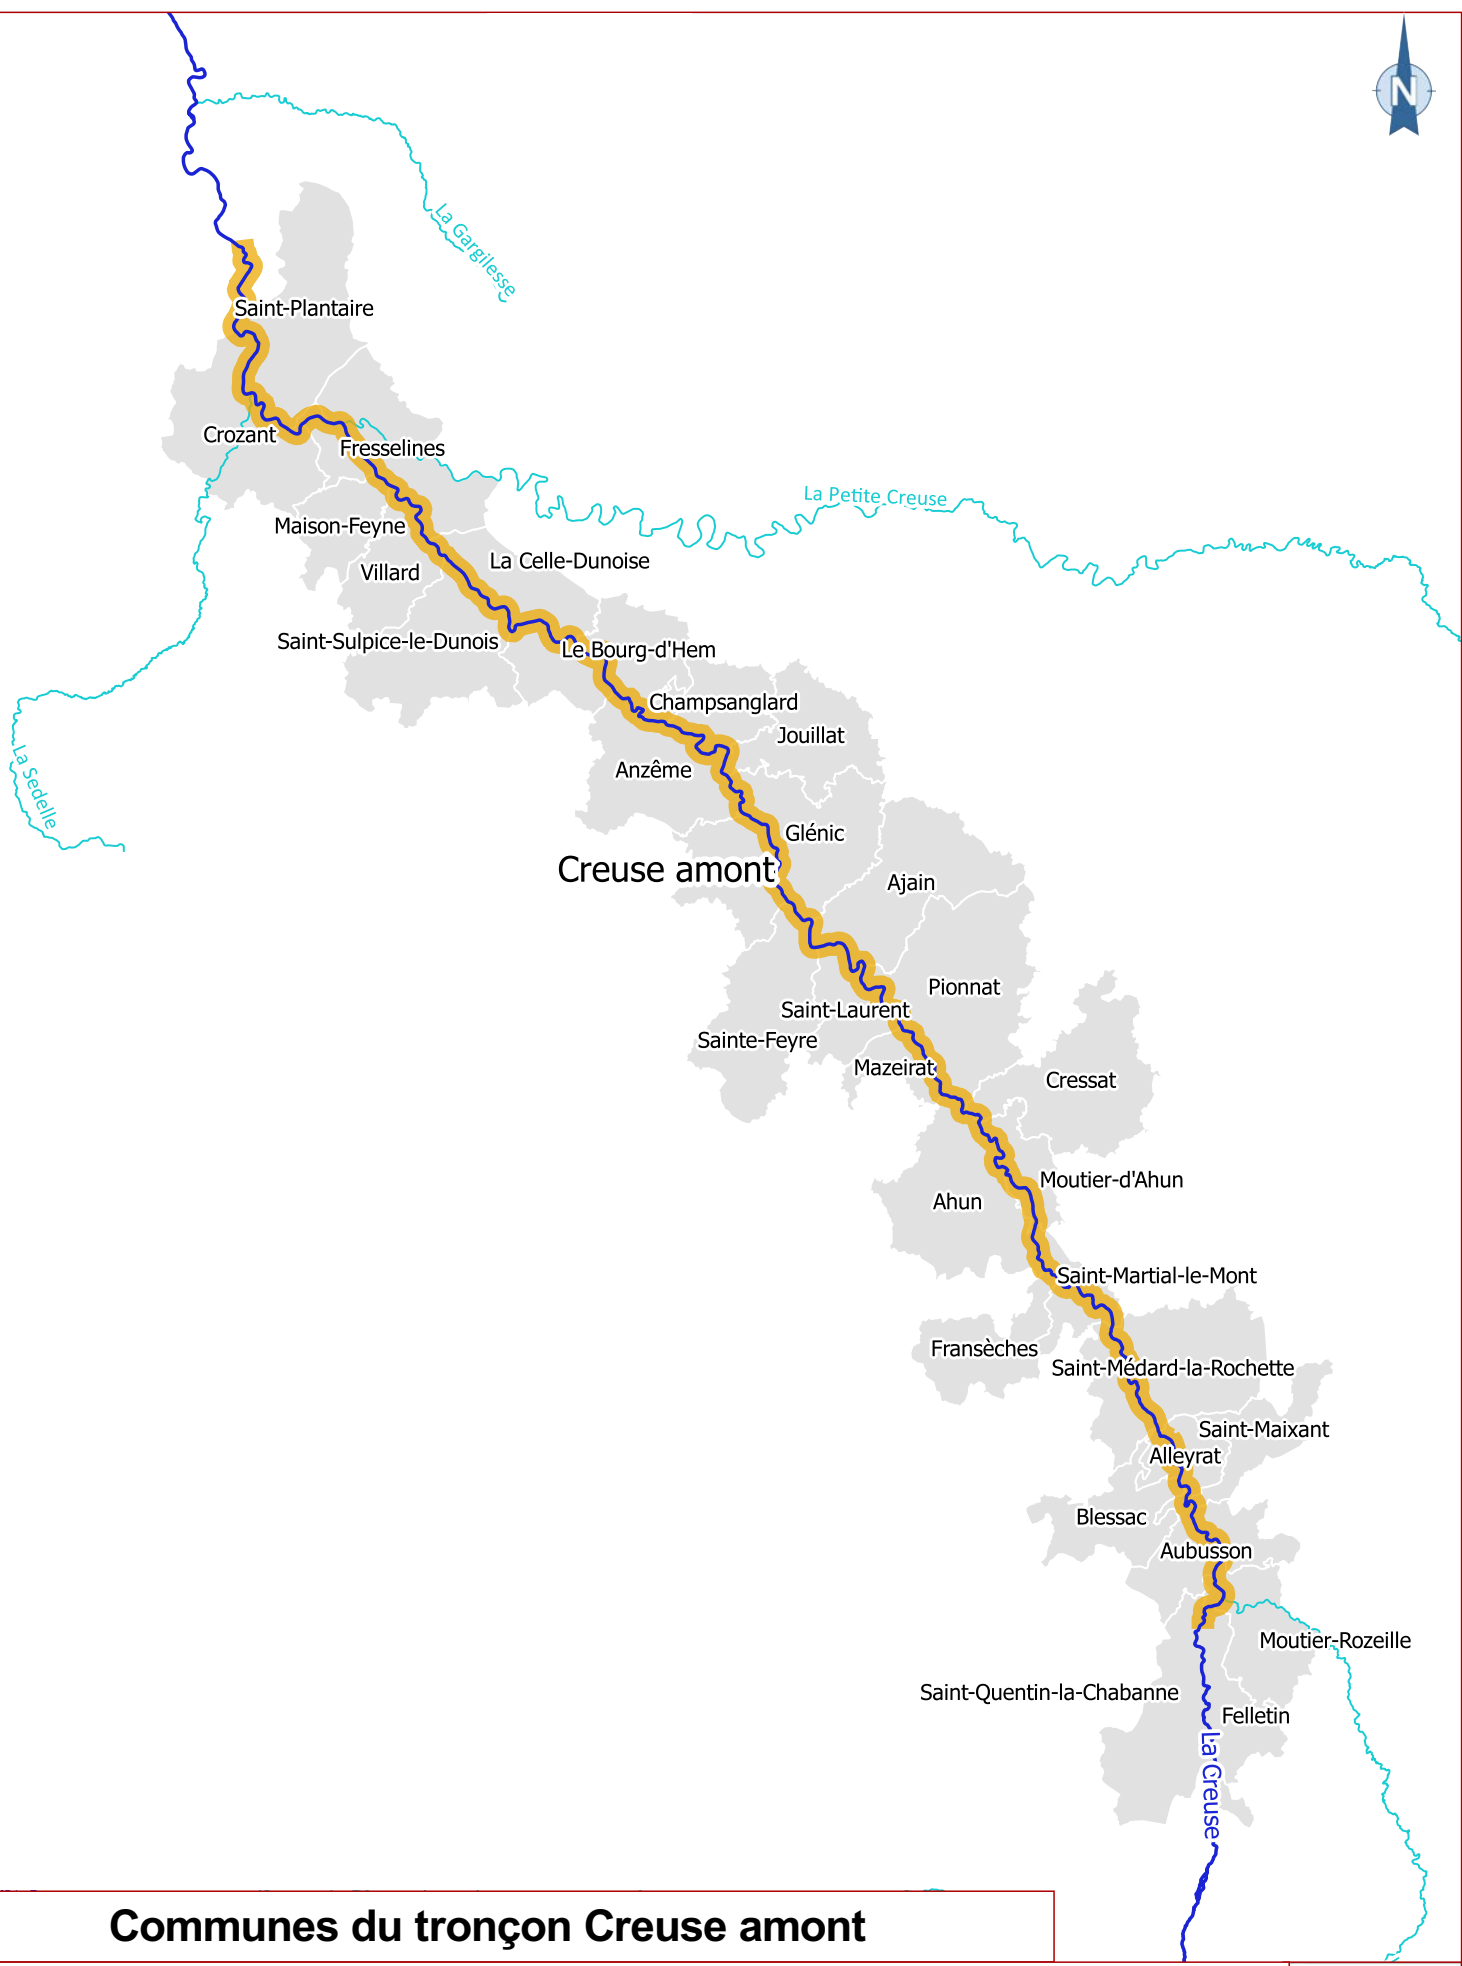 N
La Gargilesse
Saint-Plantaire
Crozant
Fresselines
La Petite Creuse
Maison-Feyne
La Celle-Dunoise
Villard
Saint-Sulpice-le-Dunois
Le Bourg-d'Hem
Champsanglard
Jouillat
La Sedelle
Anzême
Glénic
Creuse amont
Ajain
Pionnat
Saint-Laurent
Sainte-Feyre
Mazeirat
Cressat
Moutier-d'Ahun
Ahun
Saint-Martial-le-Mont
Fransèches
Saint-Médard-la-Rochette
Saint-Maixant
Alleyrat
Blessac
Aubusson
Moutier-Rozeille
Saint-Quentin-la-Chabanne
Felletin
La Creuse
Communes du tronçon Creuse amont